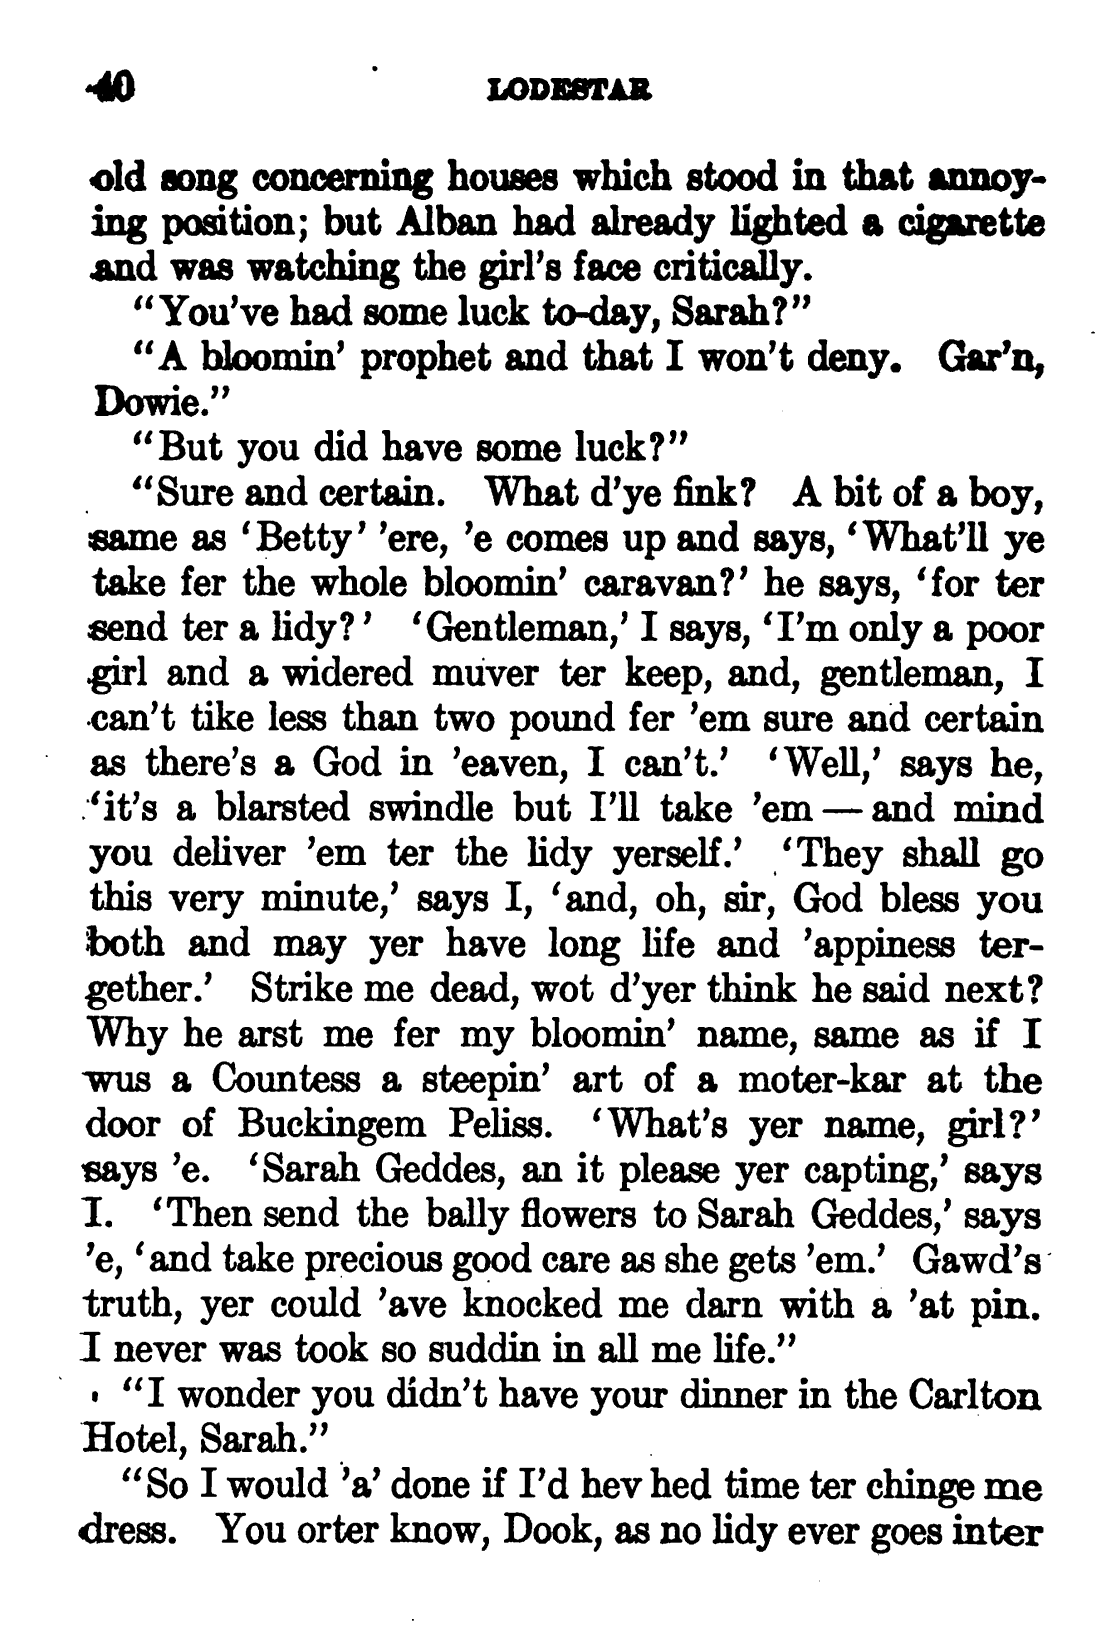 40 LODESTAR
old song concerning houses which stood in that annoy-
ing position; but Alban had already lighted a cigarette
and was watching the girl's face critically.
"You've had some luck to-day, Sarah?"
"A bloomin' prophet and that I won't deny. Gar'n,
Dowie."
"But you did have some luck?"
"Sure and certain. What d'ye fink? A bit of a boy,
same as 'Betty' 'ere, 'e comes up and says, 'What'll ye
take fer the whole bloomin' caravan?' he says, 'for ter
send ter a lidy?' 'Gentleman,' I says, 'I'm only a poor
girl and a widered muver ter keep, and, gentleman, I
can't tike less than two pound fer 'em sure and certain
as there's a God in 'eaven, I can't.' 'Well,' says he,
'it's a blarsted swindle but I'll take 'em — and mind
you deliver 'em ter the lidy yerself.' 'They shall go
this very minute,' says I, 'and, oh, sir, God bless you
both and may yer have long life and 'appiness ter-
gether.' Strike me dead, wot d'yer think he said next?
Why he arst me fer my bloomin' name, same as if I
wus a Countess a steepin' art of a moter-kar at the
door of Buckingem Peliss. 'What's yer name, girl?'
says 'e. 'Sarah Geddes, an it please yer capting,' says
I. 'Then send the bally flowers to Sarah Geddes,' says
'e, 'and take precious good care as she gets 'em.' Gawd's
truth, yer could 'ave knocked me darn with a 'at pin.
I never was took so suddin in all me life."
"I wonder you didn't have your dinner in the Carlton
Hotel, Sarah."
"So I would 'a' done if I'd hev hed time ter chinge me
dress. You orter know, Dook, as no lidy ever goes inter